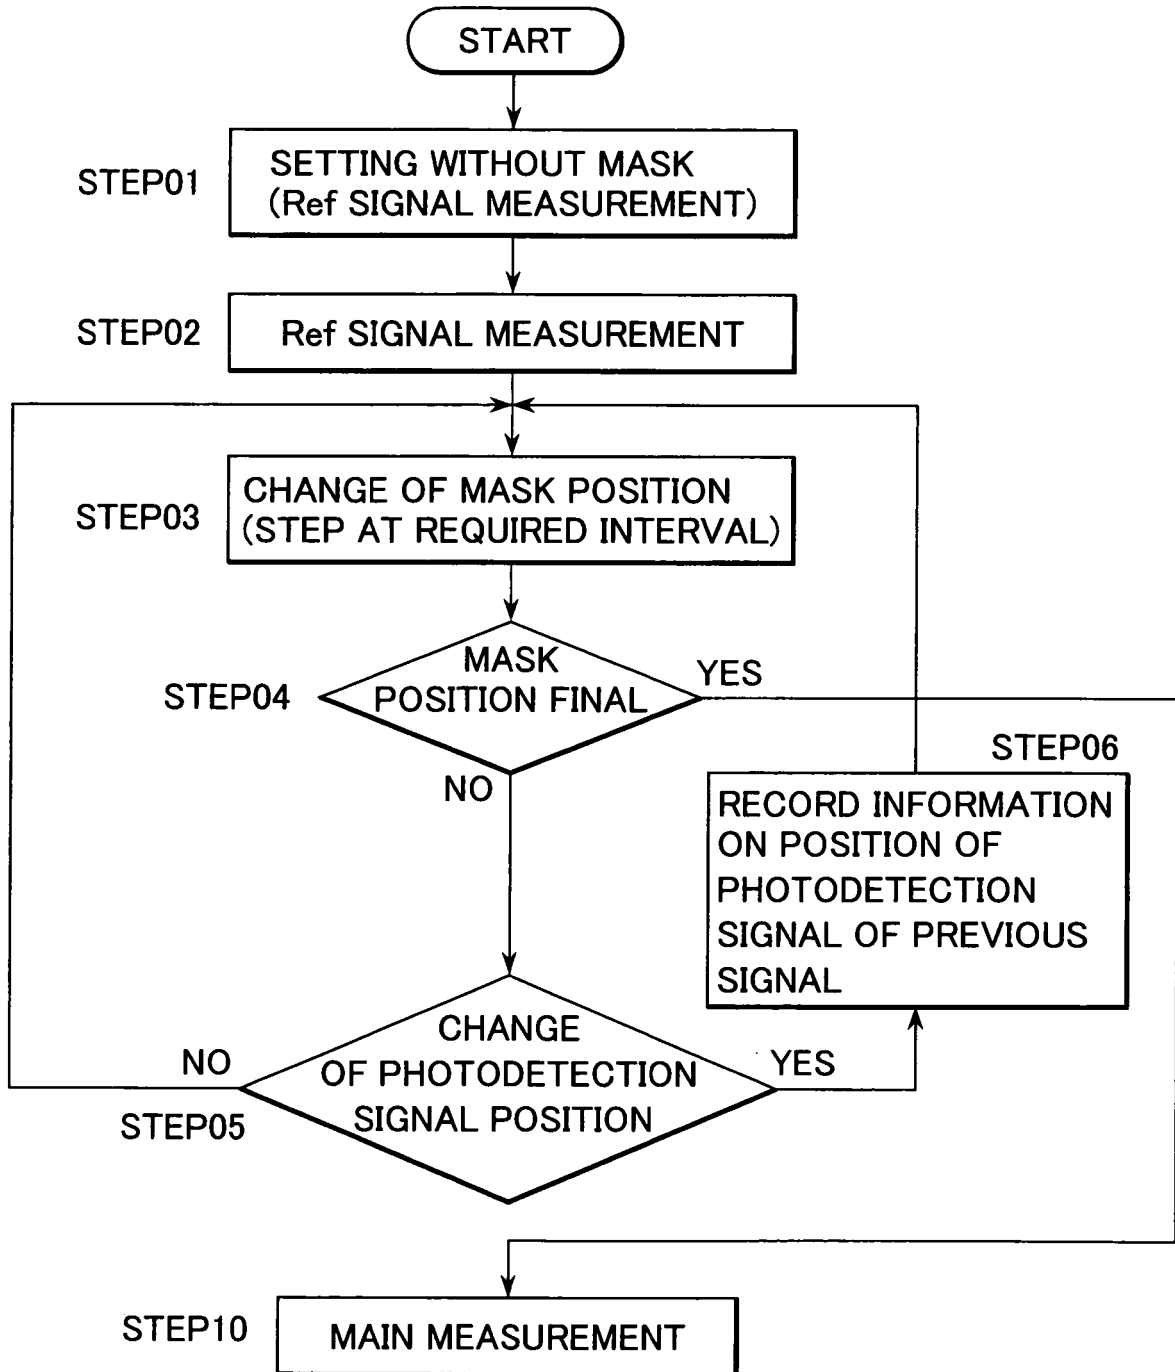 START
STEP01
SETTING WITHOUT MASK
(Ref SIGNAL MEASUREMENT)
STEP02
Ref SIGNAL MEASUREMENT
STEP03
CHANGE OF MASK POSITION
(STEP AT REQUIRED INTERVAL)
STEP04
MASK
POSITION FINAL
YES
NO
STEP06
RECORD INFORMATION
ON POSITION OF
PHOTODETECTION
SIGNAL OF PREVIOUS
SIGNAL
NO
STEP05
CHANGE
OF PHOTODETECTION
SIGNAL POSITION
YES
STEP10
MAIN MEASUREMENT